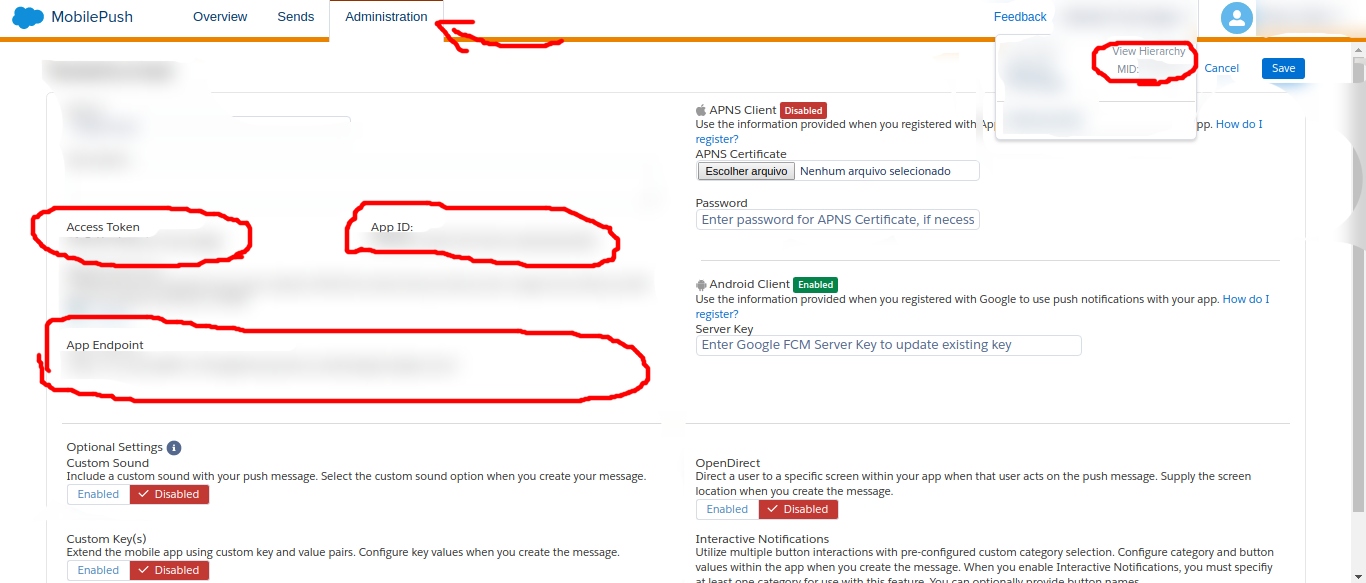 MobilePush
Overview
Sends
Administration
Feedback
View Hierarchy
MID:
Cancel
Save
APNS Client Disabled
Use the information provided when you registered with Ap pp. How do I
register?
APNS Certificate
Escolher arquivo Nenhum arquivo selecionado
Password
Enter password for APNS Certificate, if necess
Access Token
App ID:
Android Client Enabled
Use the information provided when you registered with Google to use push notifications with your app. How do I
register?
Server Key
Enter Google FCM Server Key to update existing key
App Endpoint
Optional Settings
Custom Sound
Include a custom sound with your push message. Select the custom sound option when you create your message.
Enabled Disabled
OpenDirect
Direct a user to a specific screen within your app when that user acts on the push message. Supply the screen
location when you create the message.
Enabled Disabled
Custom Key(s)
Extend the mobile app using custom key and value pairs. Configure key values when you create the message.
Enabled Disabled
Interactive Notifications
Utilize multiple button interactions with pre-configured custom category selection. Configure category and button
values within the app when you create the message. When you enable Interactive Notifications, you must specifiy
at least one category for use with this feature. You can optionally provide button names.